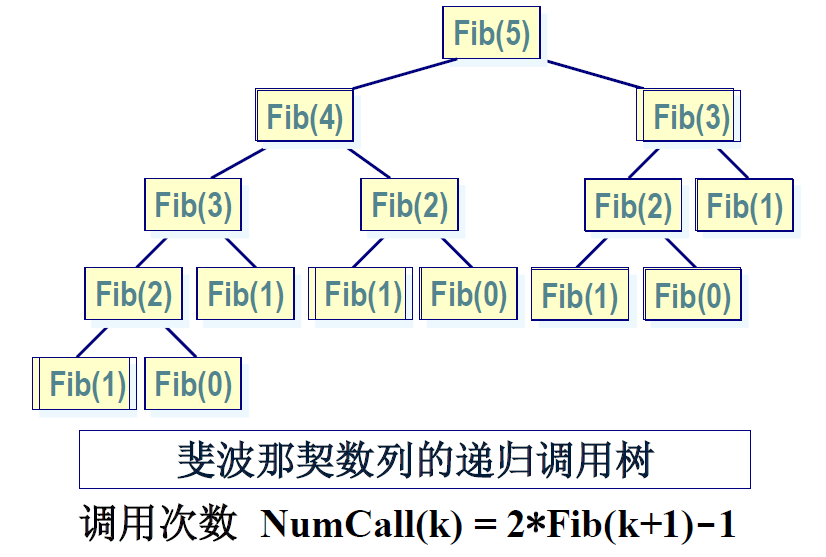 Fib(5)
Fib(4) Fib(3)
Fib(3) Fib(2) Fib(2) Fib(1)
Fib(2) Fib(1) Fib(1) Fib(0) Fib(1) Fib(0)
Fib(1) Fib(0)
斐波那契数列的递归调用树
调用次数 NumCall(k) = 2*Fib(k+1)-1